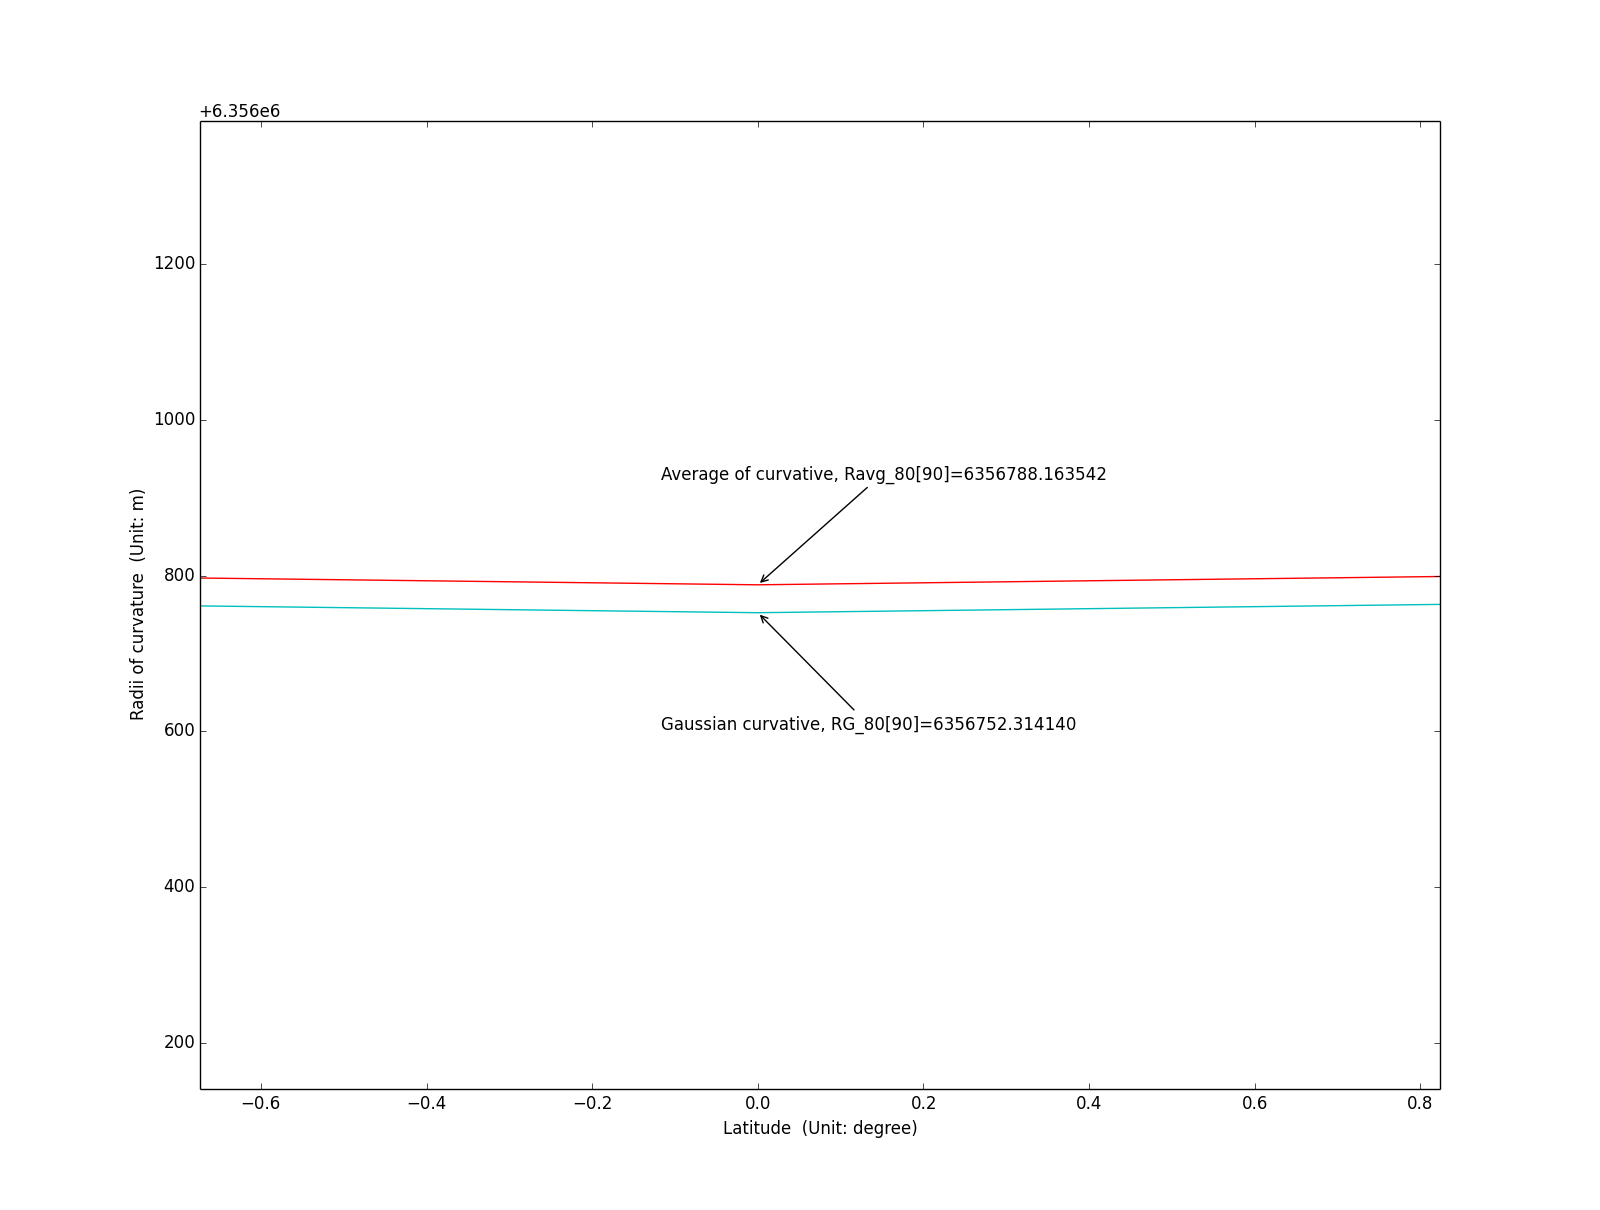 +6.356e6
1200
1000
Average of curvative, Ravg_80[90]=6356788.163542
800
Gaussian curvative, RG_80[90]=6356752.314140
600
400
200
Radii of curvature  (Unit: m)
−0.6
−0.4
−0.2
0.0
0.2
0.4
0.6
0.8
Latitude  (Unit: degree)